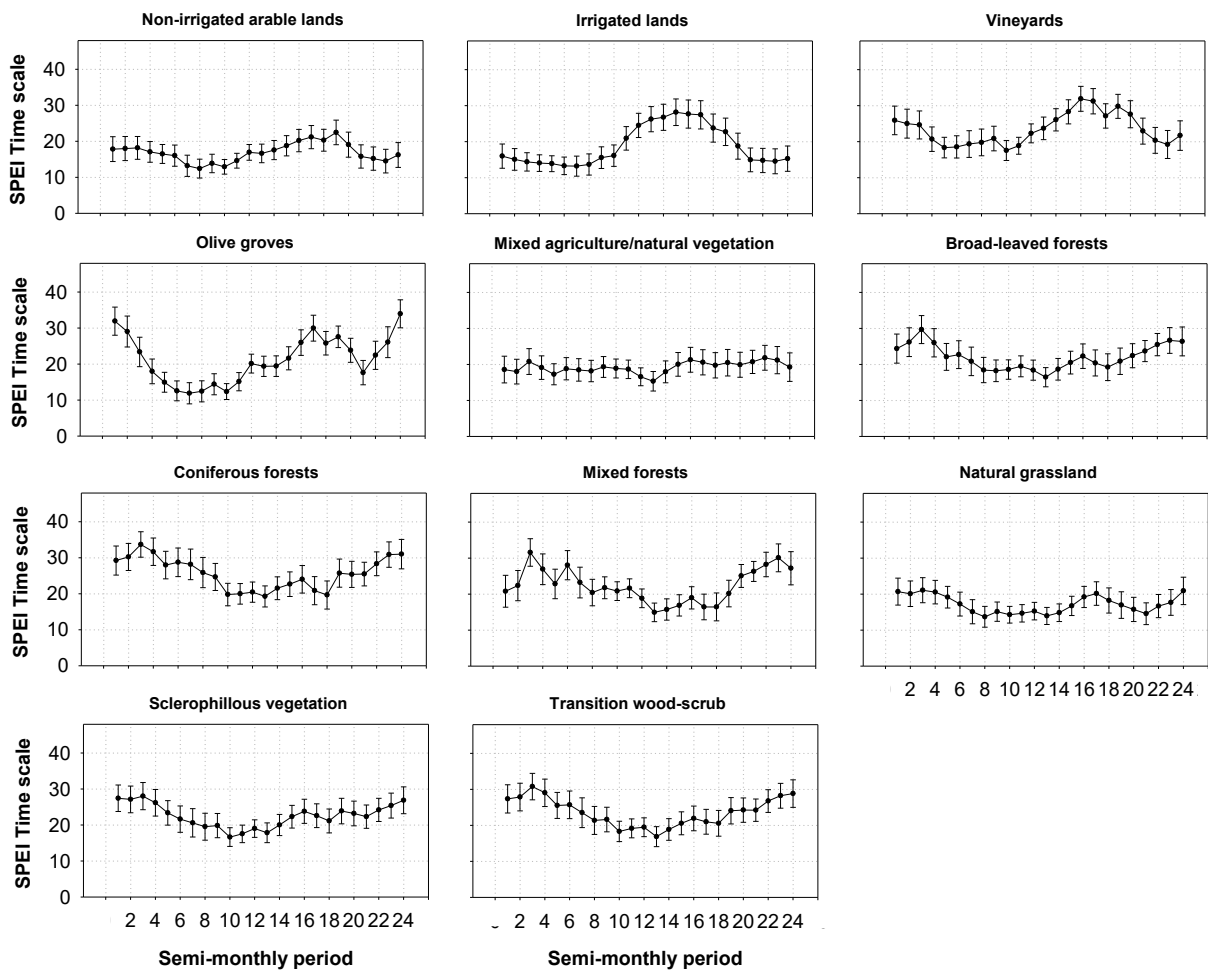 Non-irrigated arable lands
Irrigated lands
Vineyards
SPEI Time scale
40
30
20
10
0
Olive groves
Mixed agriculture/natural vegetation
Broad-leaved forests
SPEI Time scale
40
30
20
10
0
Coniferous forests
Mixed forests
Natural grassland
SPEI Time scale
40
30
20
10
0
2 4 6 8 10 12 14 16 18 20 22 24
Sclerophillous vegetation
Transition wood-scrub
SPEI Time scale
40
30
20
10
0
2 4 6 8 10 12 14 16 18 20 22 24
2 4 6 8 10 12 14 16 18 20 22 24
Semi-monthly period
Semi-monthly period